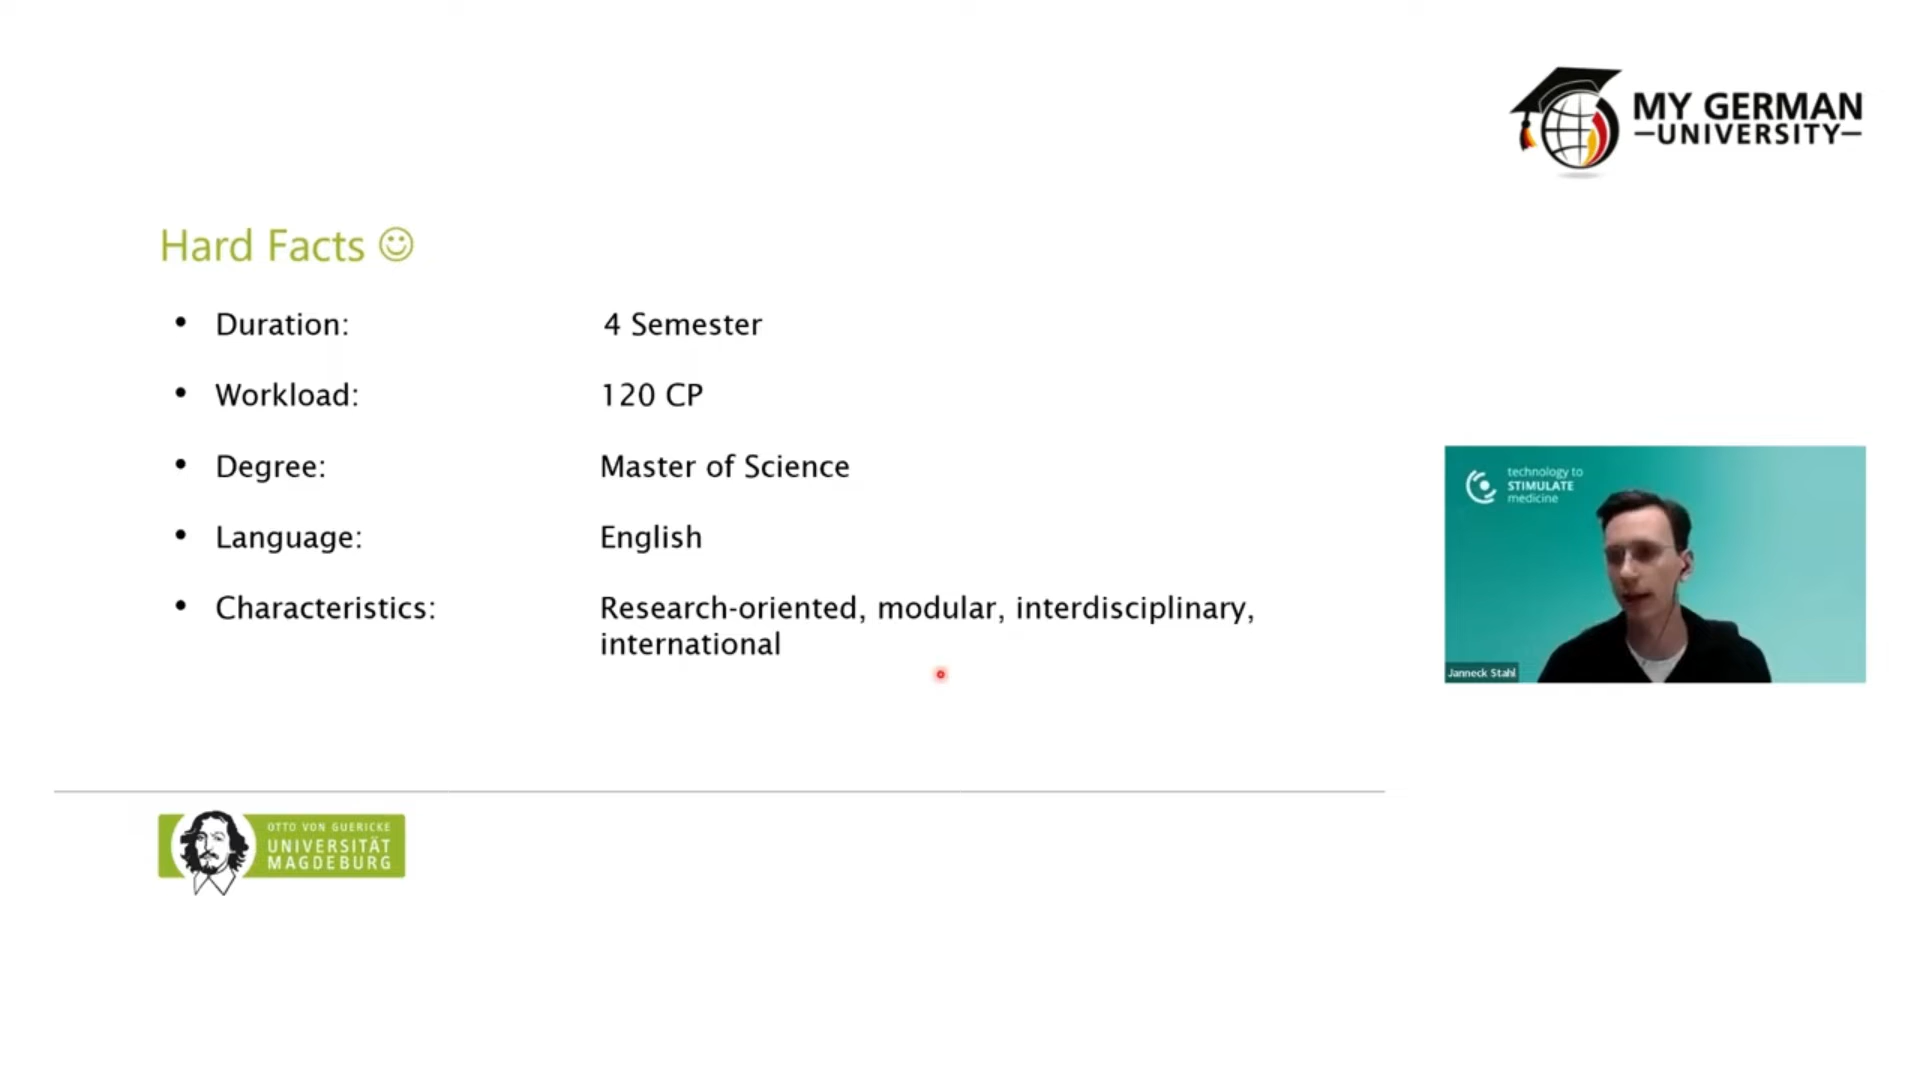 MY GERMAN
UNIVERSITY
Hard Facts
• Duration: 4 Semester
• Workload: 120 CP
• Degree: Master of Science
• Language: English
• Characteristics: Research-oriented, modular, interdisciplinary,
international
technology to
STIMULATE
medicine
Janneck Stahl
OTTO VON GUERICKE
UNIVERSITÄT
MAGDEBURG